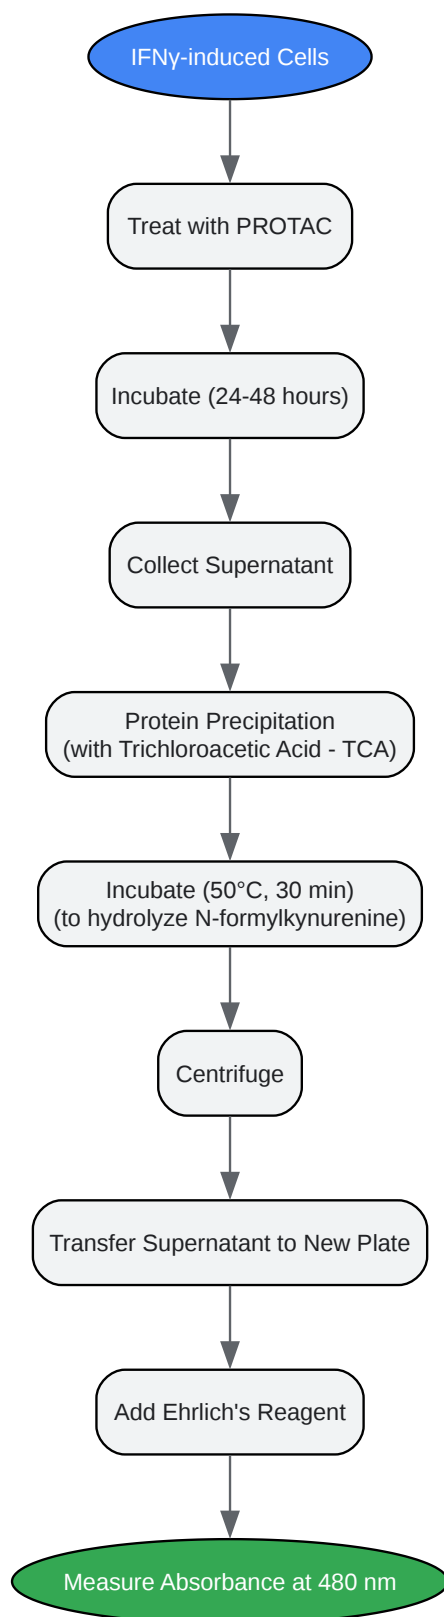 IFNγ-induced Cells
Treat with PROTAC
Incubate (24-48 hours)
Collect Supernatant
Protein Precipitation
(with Trichloroacetic Acid - TCA)
Incubate (50°C, 30 min)
(to hydrolyze N-formylkynurenine)
Centrifuge
Transfer Supernatant to New Plate
Add Ehrlich's Reagent
Measure Absorbance at 480 nm